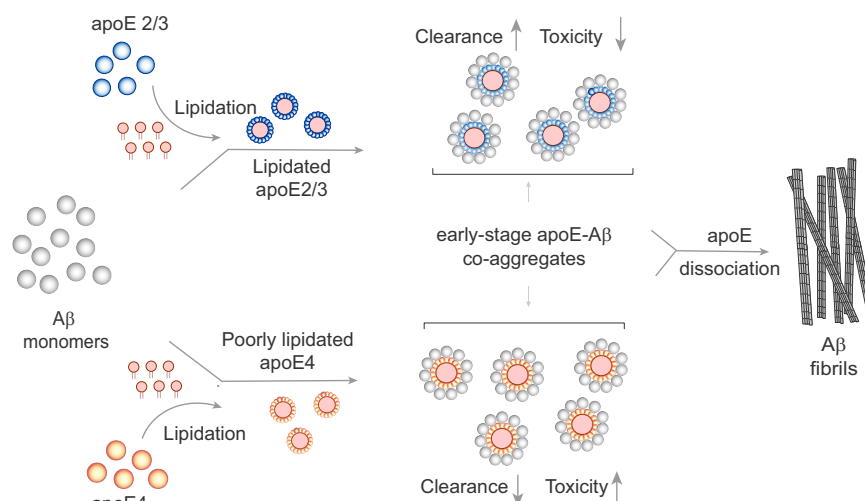 apoE 2/3
Clearance
Toxicity
Lipidation
Lipidated
apoE2/3
early-stage apoE-Aβ
co-aggregates
apoE
dissociation
Aβ
monomers
Poorly lipidated
apoE4
Aβ
fibrils
Lipidation
apoE4
Clearance
Toxicity